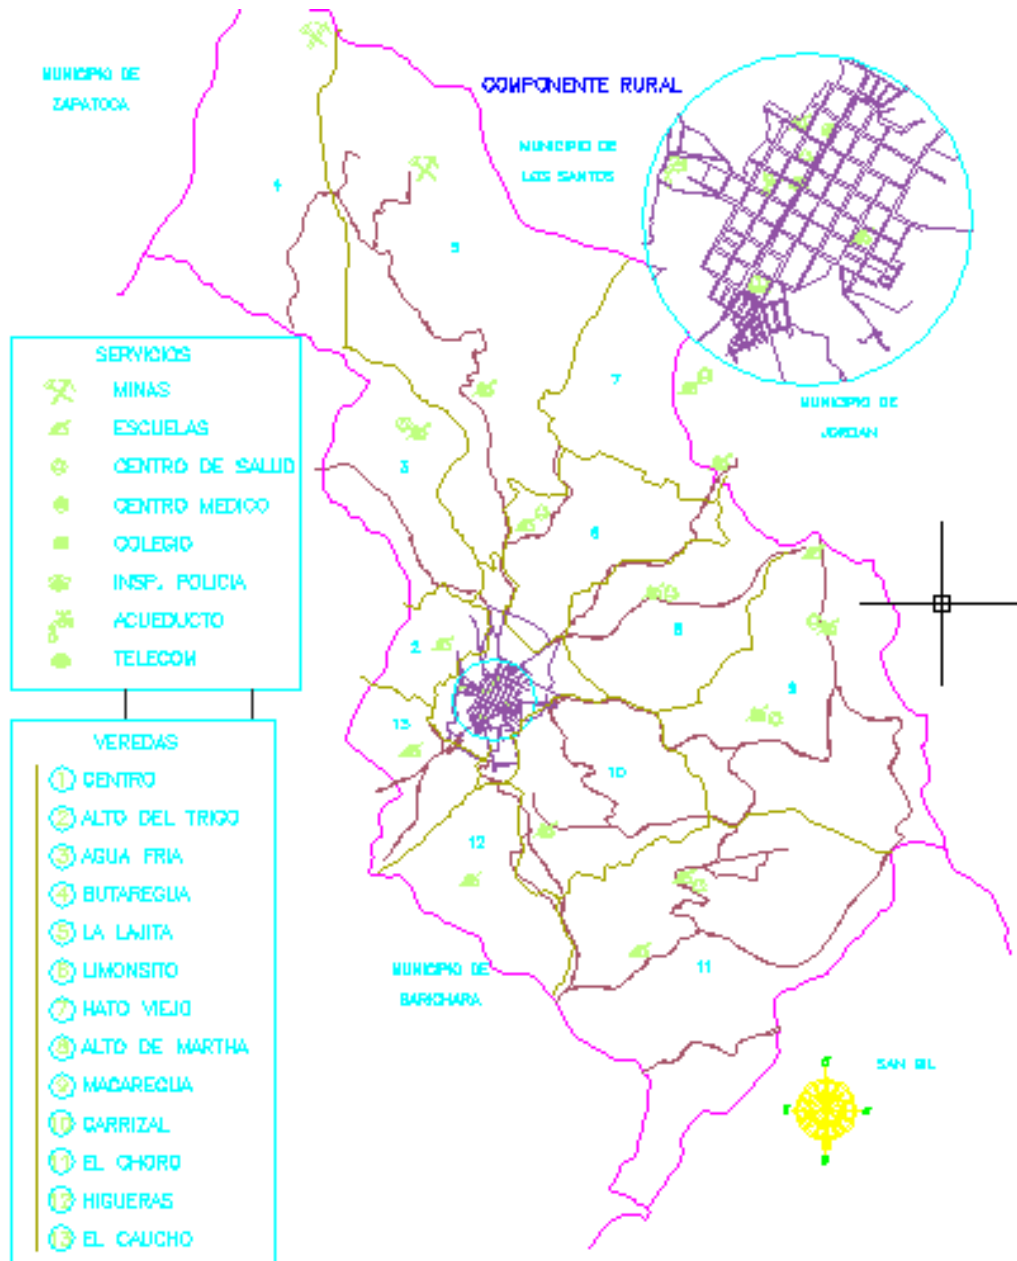 MUNICIPIO DE
ZAPATOCA
COMPONENTE RURAL
MUNICIPIO DE
LOS SANTOS
4
5
7
MUNICIPIO DE
JORDAN
SERVICIOS
MINAS
ESCUELAS
CENTRO DE SALUD
CENTRO MEDICO
COLEGIO
INSP. POLICIA
ACUEDUCTO
TELECOM
3
6
8
2
9
13
10
12
11
VEREDAS
1 CENTRO
2 ALTO DEL TRIGO
3 AGUA FRIA
4 BUTAREGUA
5 LA LAJITA
6 LIMONSITO
7 HATO VIEJO
8 ALTO DE MARTHA
9 MACAREGUA
10 CARRIZAL
11 EL CHORO
12 HIGUERAS
13 EL CAUCHO
MUNICIPIO DE
BARICHARA
SAN GIL